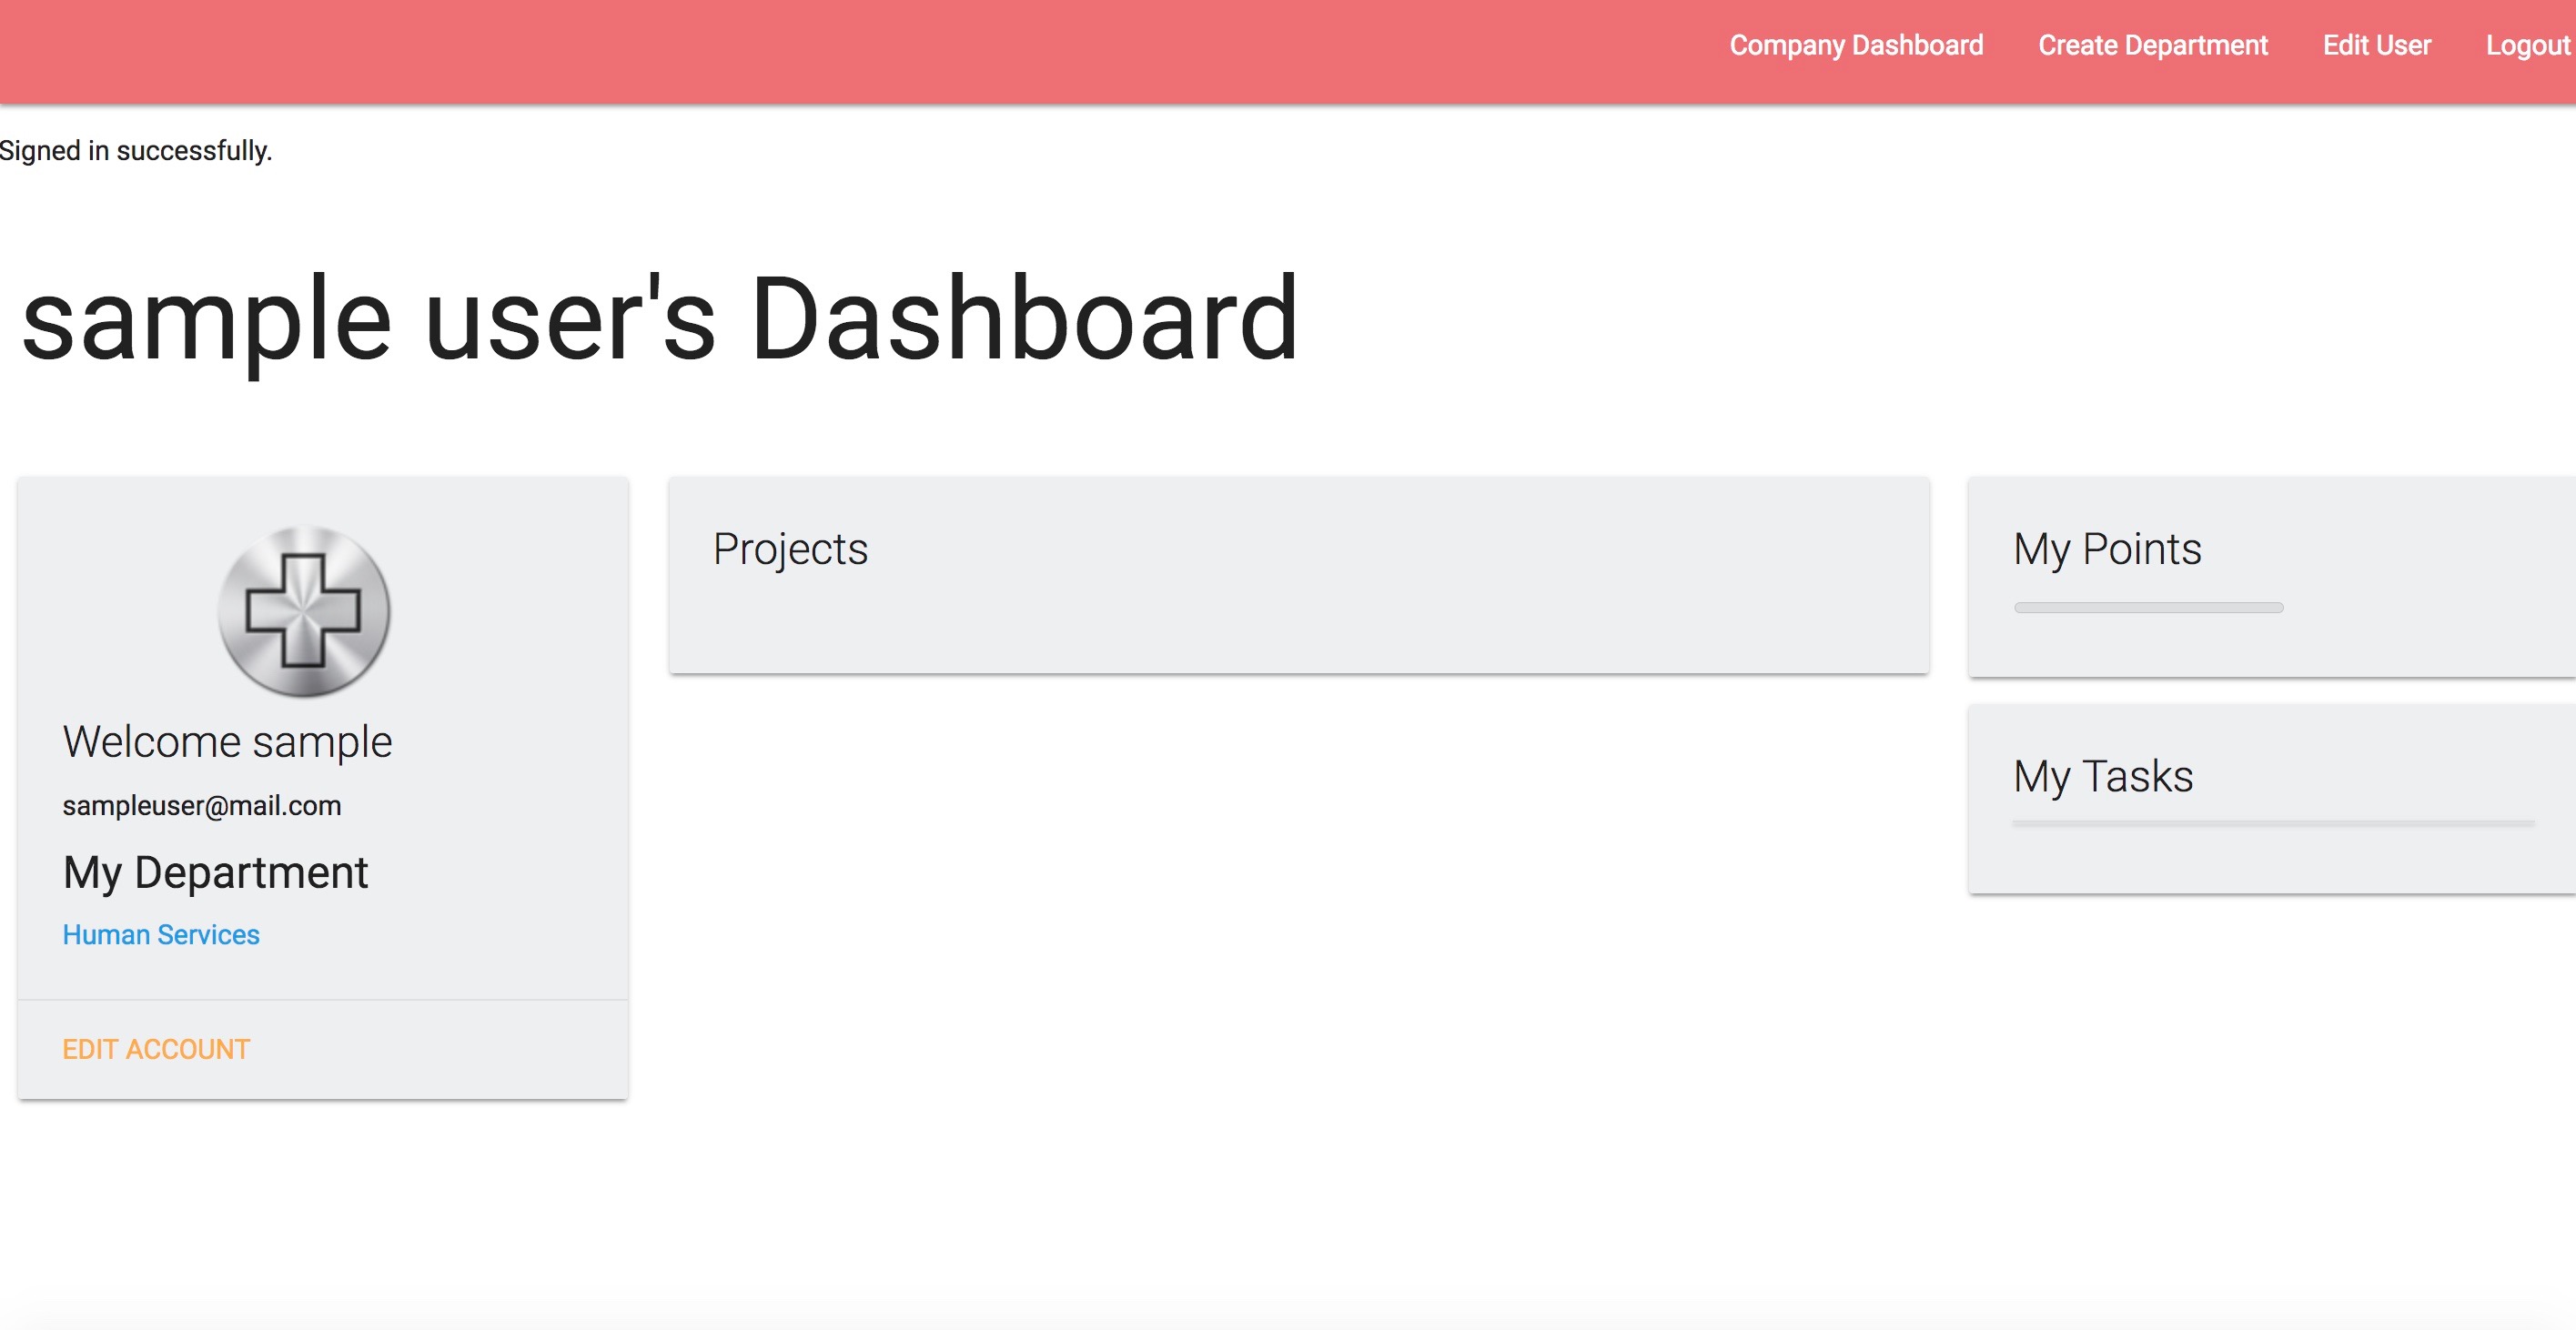 Company Dashboard Create Department Edit User Logout
Signed in successfully.
sample user's Dashboard
Welcome sample
sampleuser@mail.com
My Department
Human Services
EDIT ACCOUNT
Projects
My Points
My Tasks